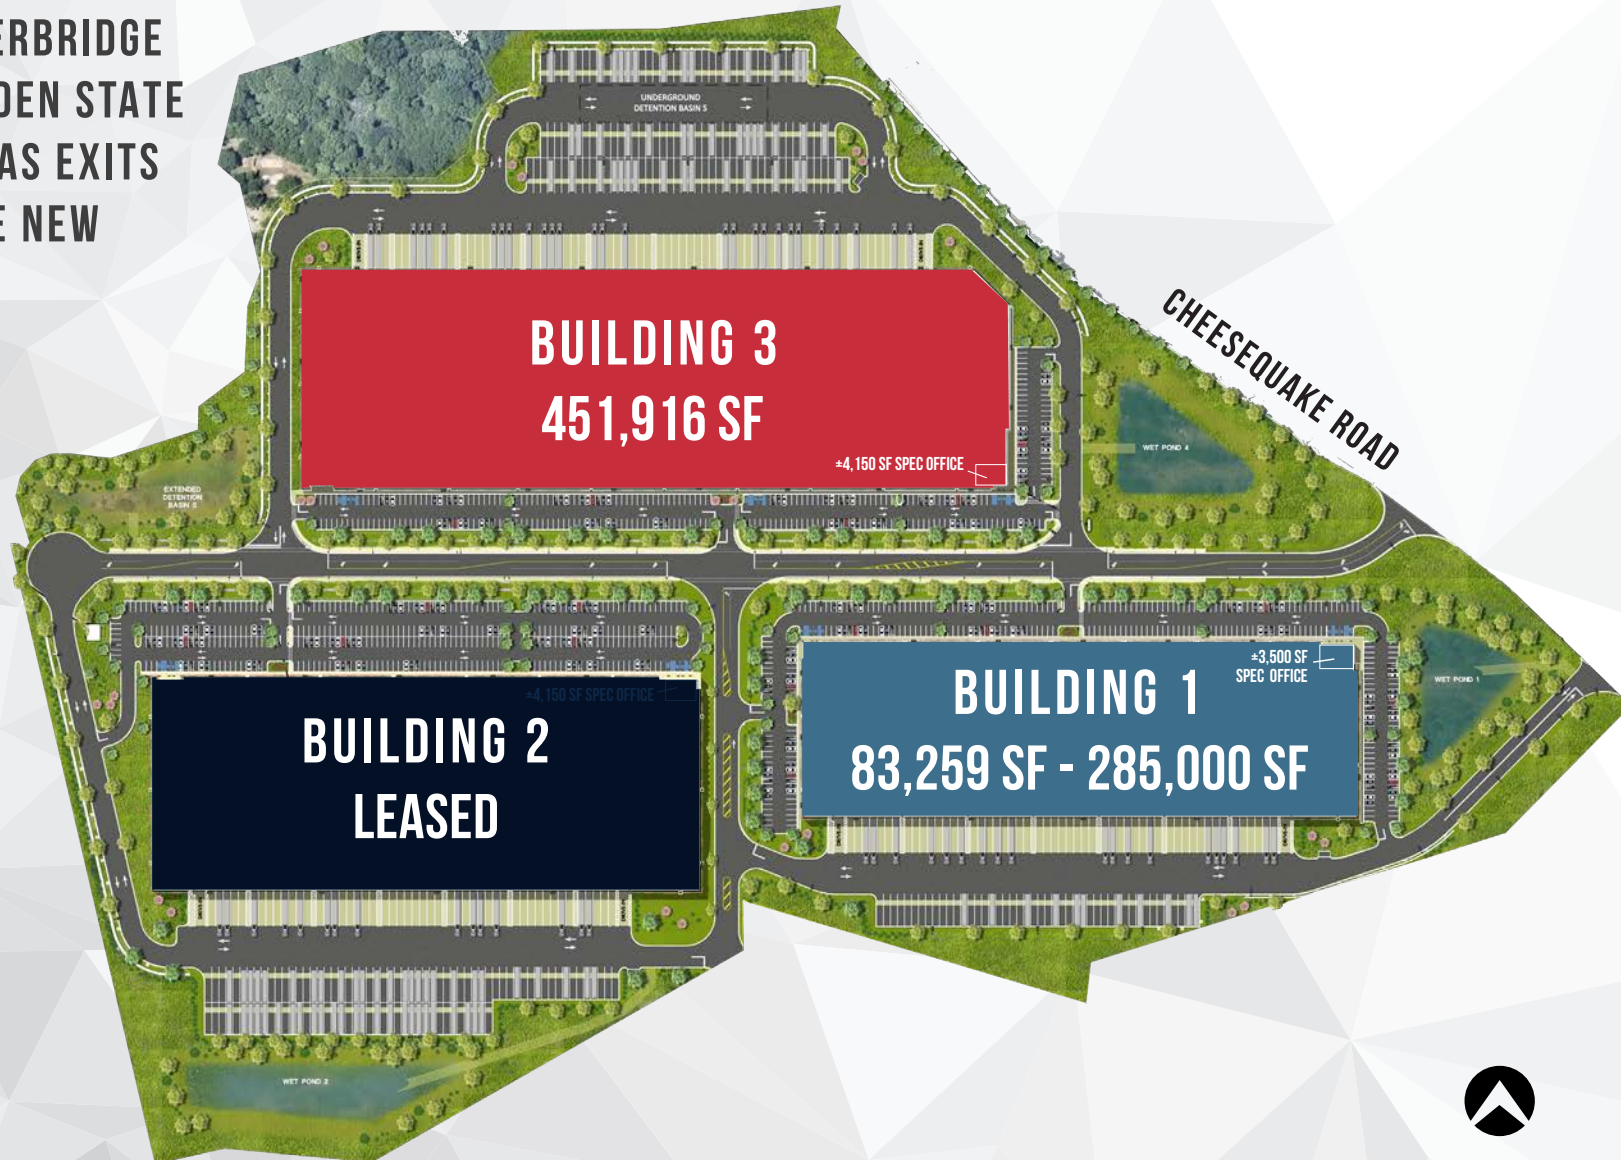 ERBRIDGE
DEN STATE
AS EXITS
E NEW
UNDERGROUND
DETENTION BASIN 5
CHEESEQUAKE ROAD
BUILDING 3
451,916 SF
±4,150 SF SPEC OFFICE
WET POND 4
EXTENDED
DETENTION
BASIN
±4,150 SF SPEC OFFICE
BUILDING 2
LEASED
±3,500 SF
SPEC OFFICE
BUILDING 1
83,259 SF - 285,000 SF
WET POND 1
WET POND 2